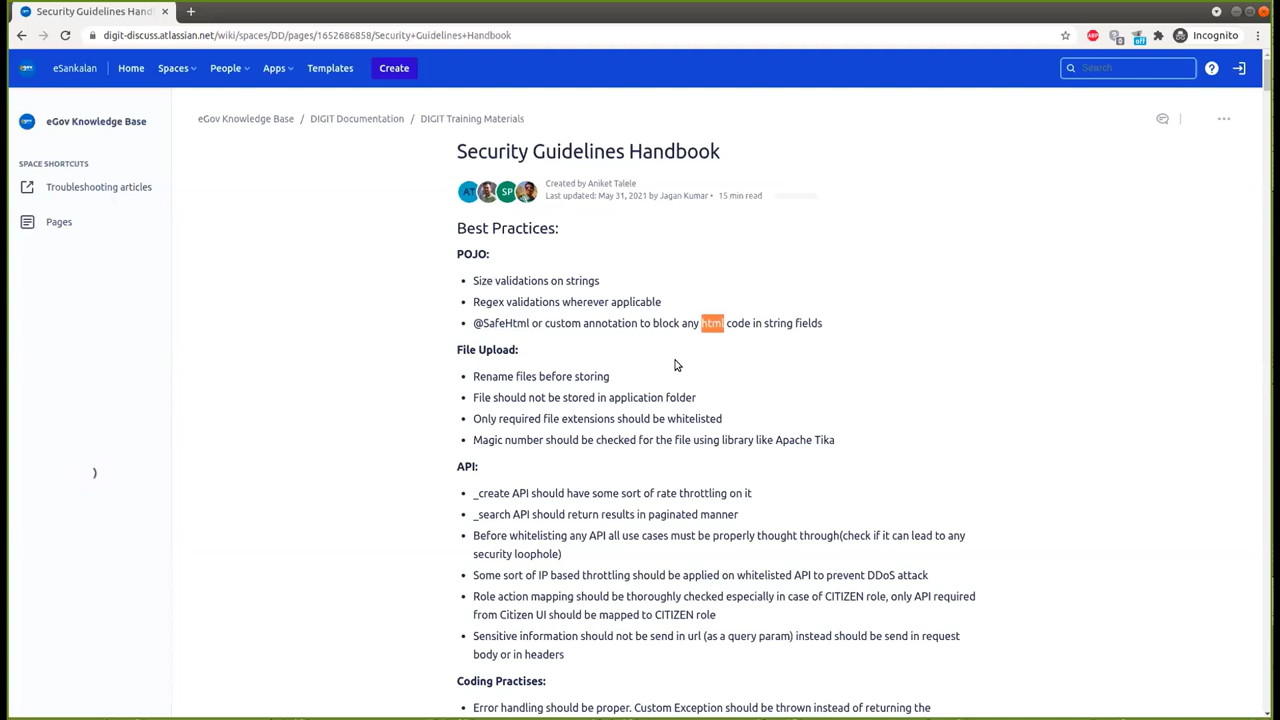 Security Guidelines Hand
digit-discuss.atlassian.net/wiki/spaces/DD/pages/1652686858/Security+Guidelines+Handbook
ABP
0
off
Incognito
eSankalan
Home
Spaces
People
Apps
Templates
Create
Search
eGov Knowledge Base
SPACE SHORTCUTS
Troubleshooting articles
Pages
eGov Knowledge Base / DIGIT Documentation / DIGIT Training Materials
Security Guidelines Handbook
AT
SP
Created by Aniket Talele
Last updated: May 31, 2021 by Jagan Kumar • 15 min read
Best Practices:
POJO:
• Size validations on strings
• Regex validations wherever applicable
• @SafeHtml or custom annotation to block any html code in string fields
File Upload:
• Rename files before storing
• File should not be stored in application folder
• Only required file extensions should be whitelisted
• Magic number should be checked for the file using library like Apache Tika
API:
• _create API should have some sort of rate throttling on it
• _search API should return results in paginated manner
• Before whitelisting any API all use cases must be properly thought through(check if it can lead to any
security loophole)
• Some sort of IP based throttling should be applied on whitelisted API to prevent DDoS attack
• Role action mapping should be thoroughly checked especially in case of CITIZEN role, only API required
from Citizen UI should be mapped to CITIZEN role
• Sensitive information should not be send in url (as a query param) instead should be send in request
body or in headers
Coding Practises:
• Error handling should be proper. Custom Exception should be thrown instead of returning the